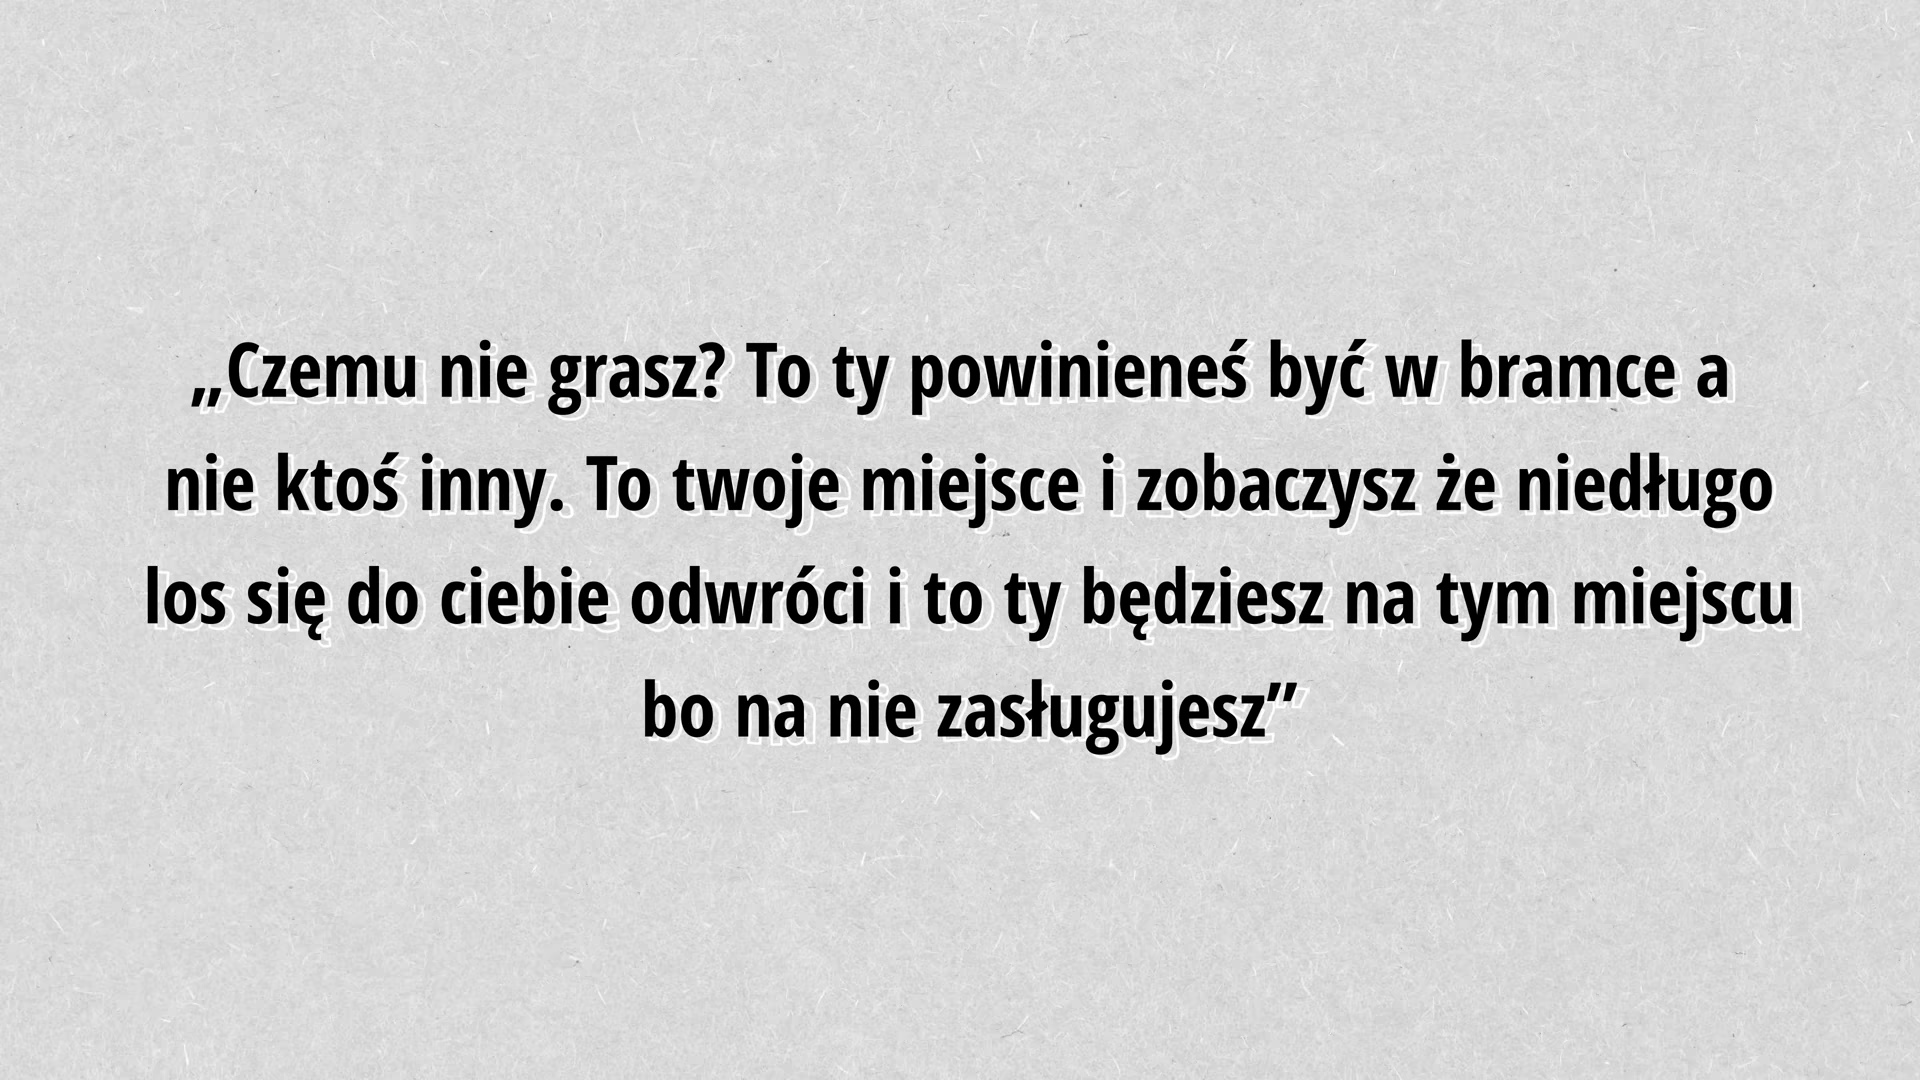 „Czemu nie grasz? To ty powinieneś być w bramce a
nie ktoś inny. To twoje miejsce i zobaczysz że niedługo
los się do ciebie odwróci i to ty będziesz na tym miejscu
bo na nie zasługujesz”